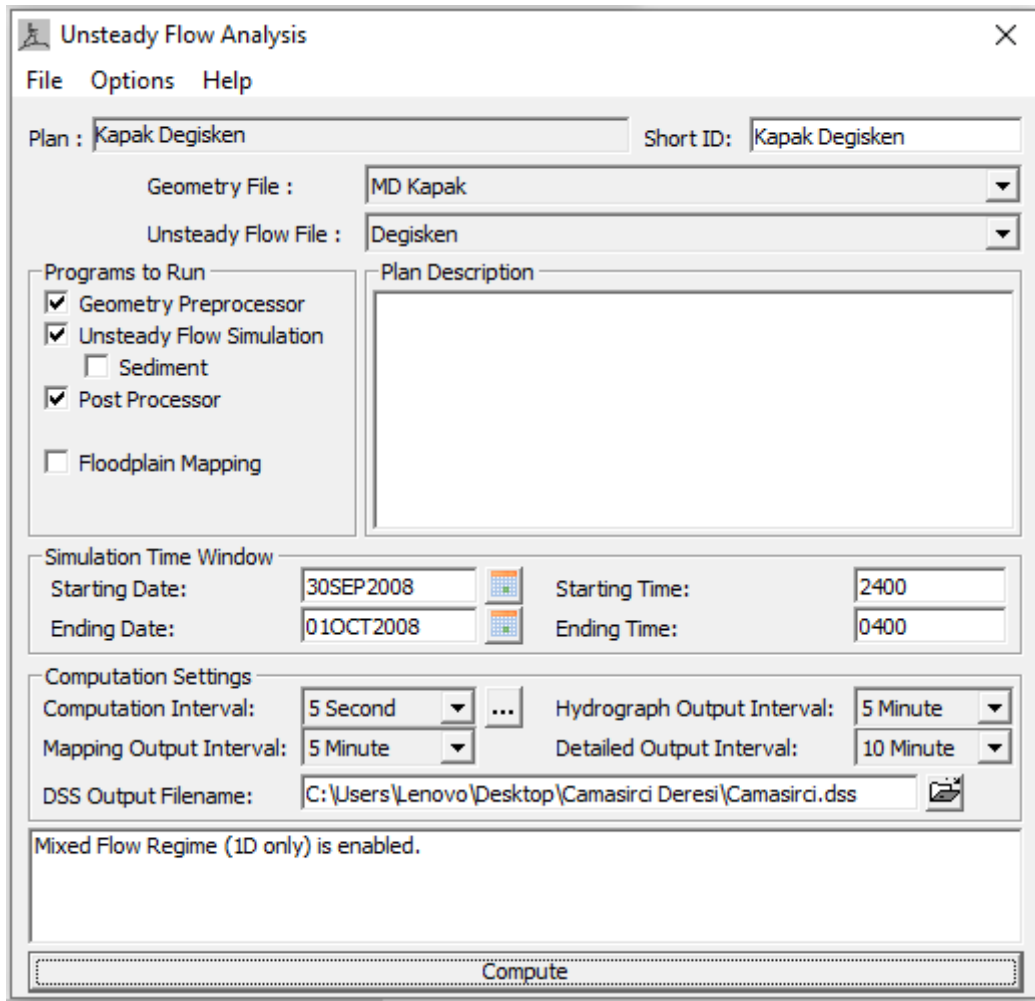 Unsteady Flow Analysis
File Options Help
Plan : Kapak Degisken Short ID: Kapak Degisken
Geometry File : MD Kapak
Unsteady Flow File : Degisken
Programs to Run
Geometry Preprocessor
Unsteady Flow Simulation
Sediment
Post Processor
Floodplain Mapping
Plan Description
Simulation Time Window
Starting Date: 30SEP2008 Starting Time: 2400
Ending Date: 01OCT2008 Ending Time: 0400
Computation Settings
Computation Interval: 5 Second ... Hydrograph Output Interval: 5 Minute
Mapping Output Interval: 5 Minute Detailed Output Interval: 10 Minute
DSS Output Filename: C:\Users\Lenovo\Desktop\Camasirci Deresi\Camasirci.dss
Mixed Flow Regime (1D only) is enabled.
Compute